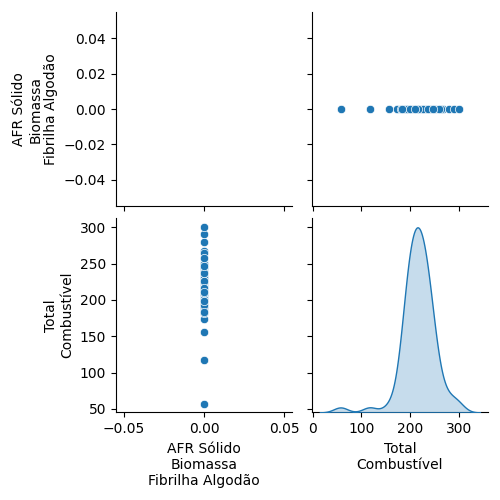 AFR Sólido
Biomassa
Fibrilha Algodão
0.04
0.02
0.00
−0.02
−0.04
Total
Combustível
300
250
200
150
100
50
−0.05 0.00 0.05
AFR Sólido
Biomassa
Fibrilha Algodão
0 100 200 300
Total
Combustível